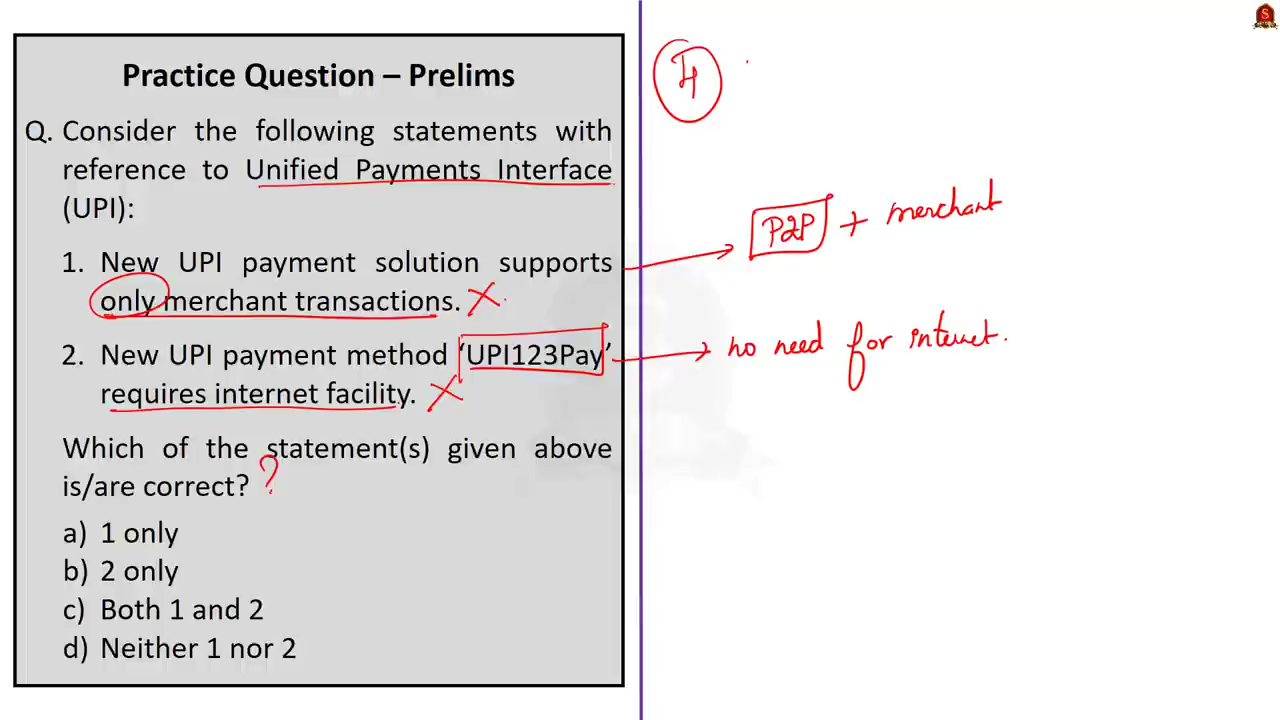 Practice Question – Prelims
Q. Consider the following statements with
reference to Unified Payments Interface
(UPI):
1. New UPI payment solution supports
only merchant transactions.
2. New UPI payment method ‘UPI123Pay’
requires internet facility.
Which of the statement(s) given above
is/are correct?
?
a) 1 only
b) 2 only
c) Both 1 and 2
d) Neither 1 nor 2
P2P + merchant
no need for internet.